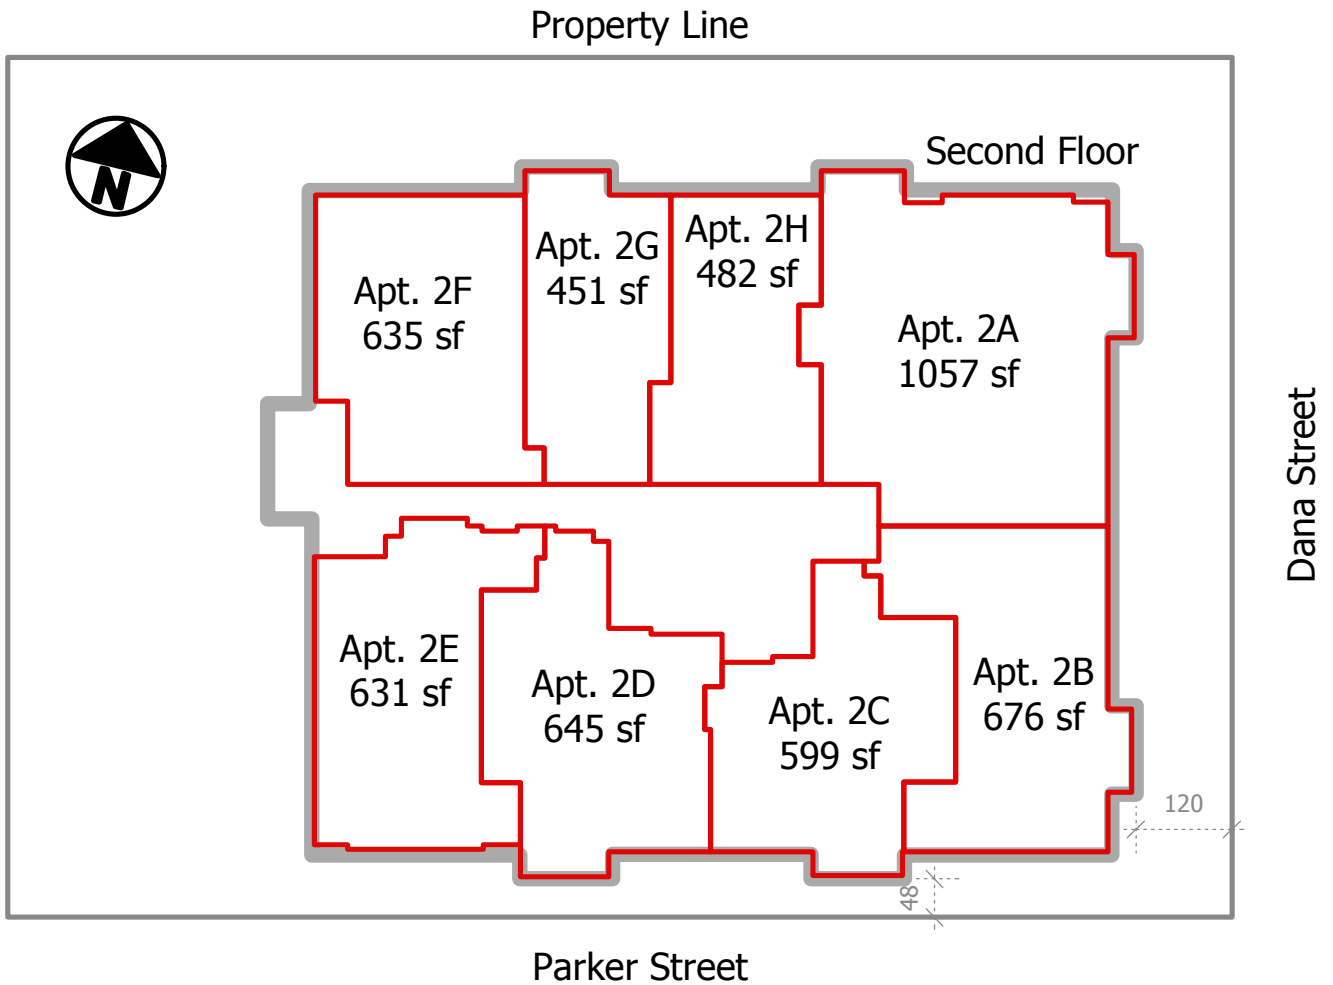 Property Line
N
Second Floor
Apt. 2F
635 sf
Apt. 2G
451 sf
Apt. 2H
482 sf
Apt. 2A
1057 sf
Dana Street
Apt. 2E
631 sf
Apt. 2D
645 sf
Apt. 2C
599 sf
Apt. 2B
676 sf
120
48
Parker Street